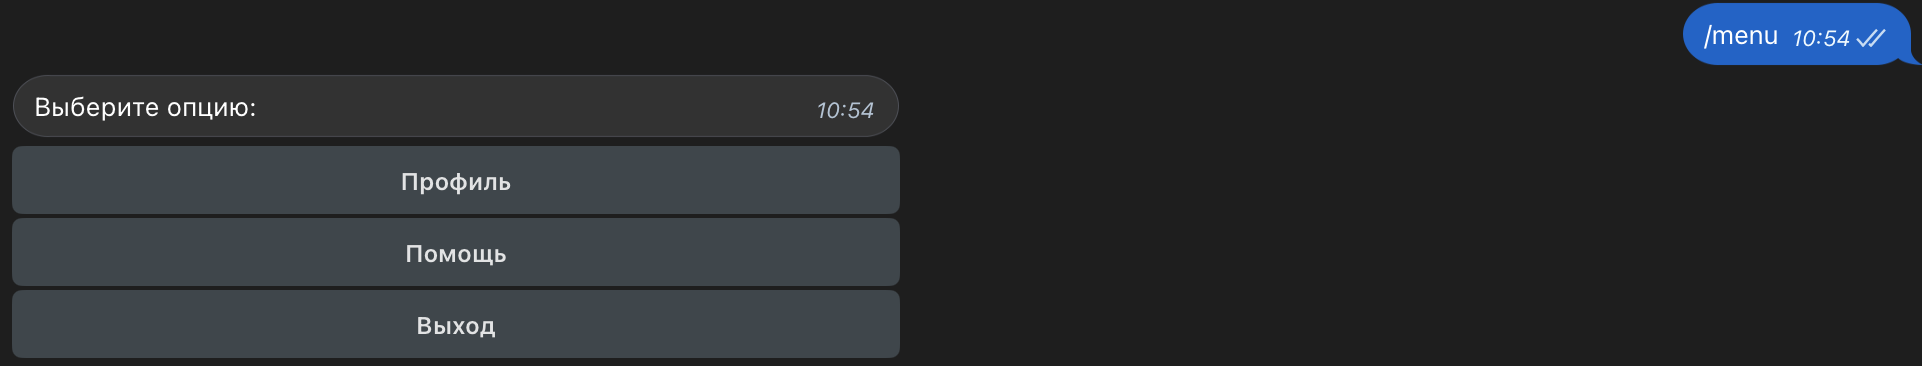 /menu 10:54
Выберите опцию: 10:54
Профиль
Помощь
Выход